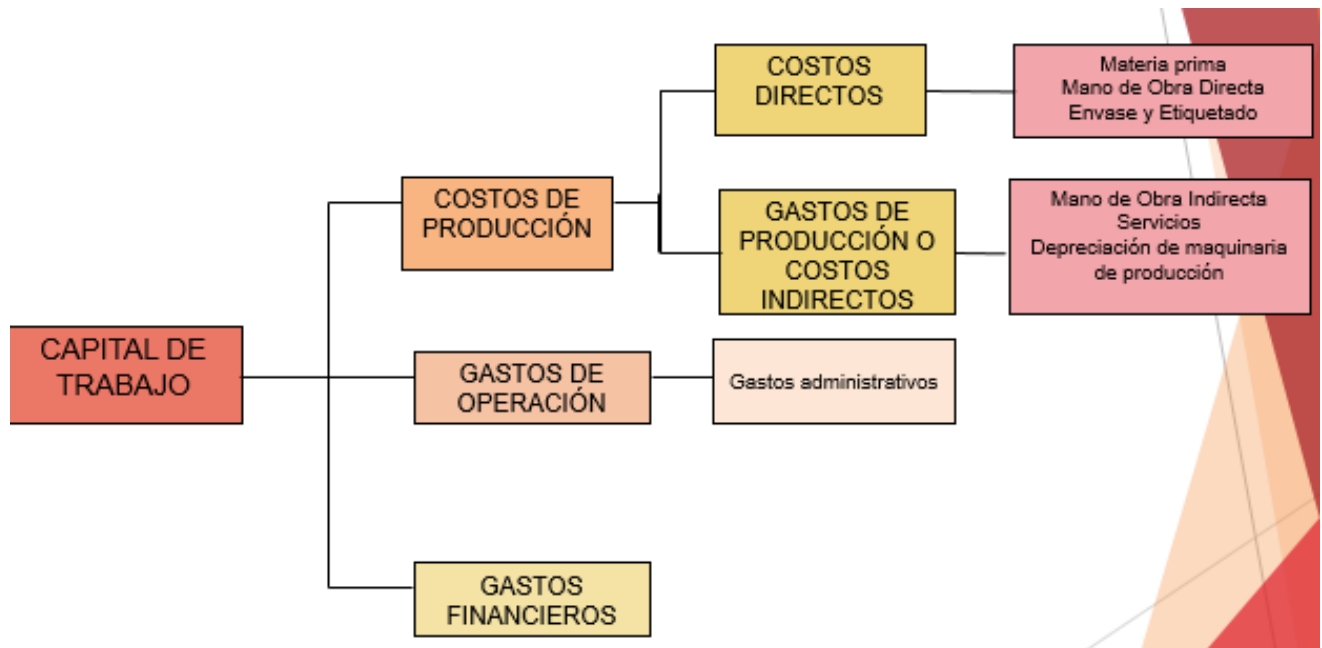 COSTOS
DIRECTOS
Materia prima
Mano de Obra Directa
Envase y Etiquetado
COSTOS DE
PRODUCCIÓN
GASTOS DE
PRODUCCIÓN O
COSTOS
INDIRECTOS
Mano de Obra Indirecta
Servicios
Depreciación de maquinaria
de producción
CAPITAL DE
TRABAJO
GASTOS DE
OPERACIÓN
Gastos administrativos
GASTOS
FINANCIEROS